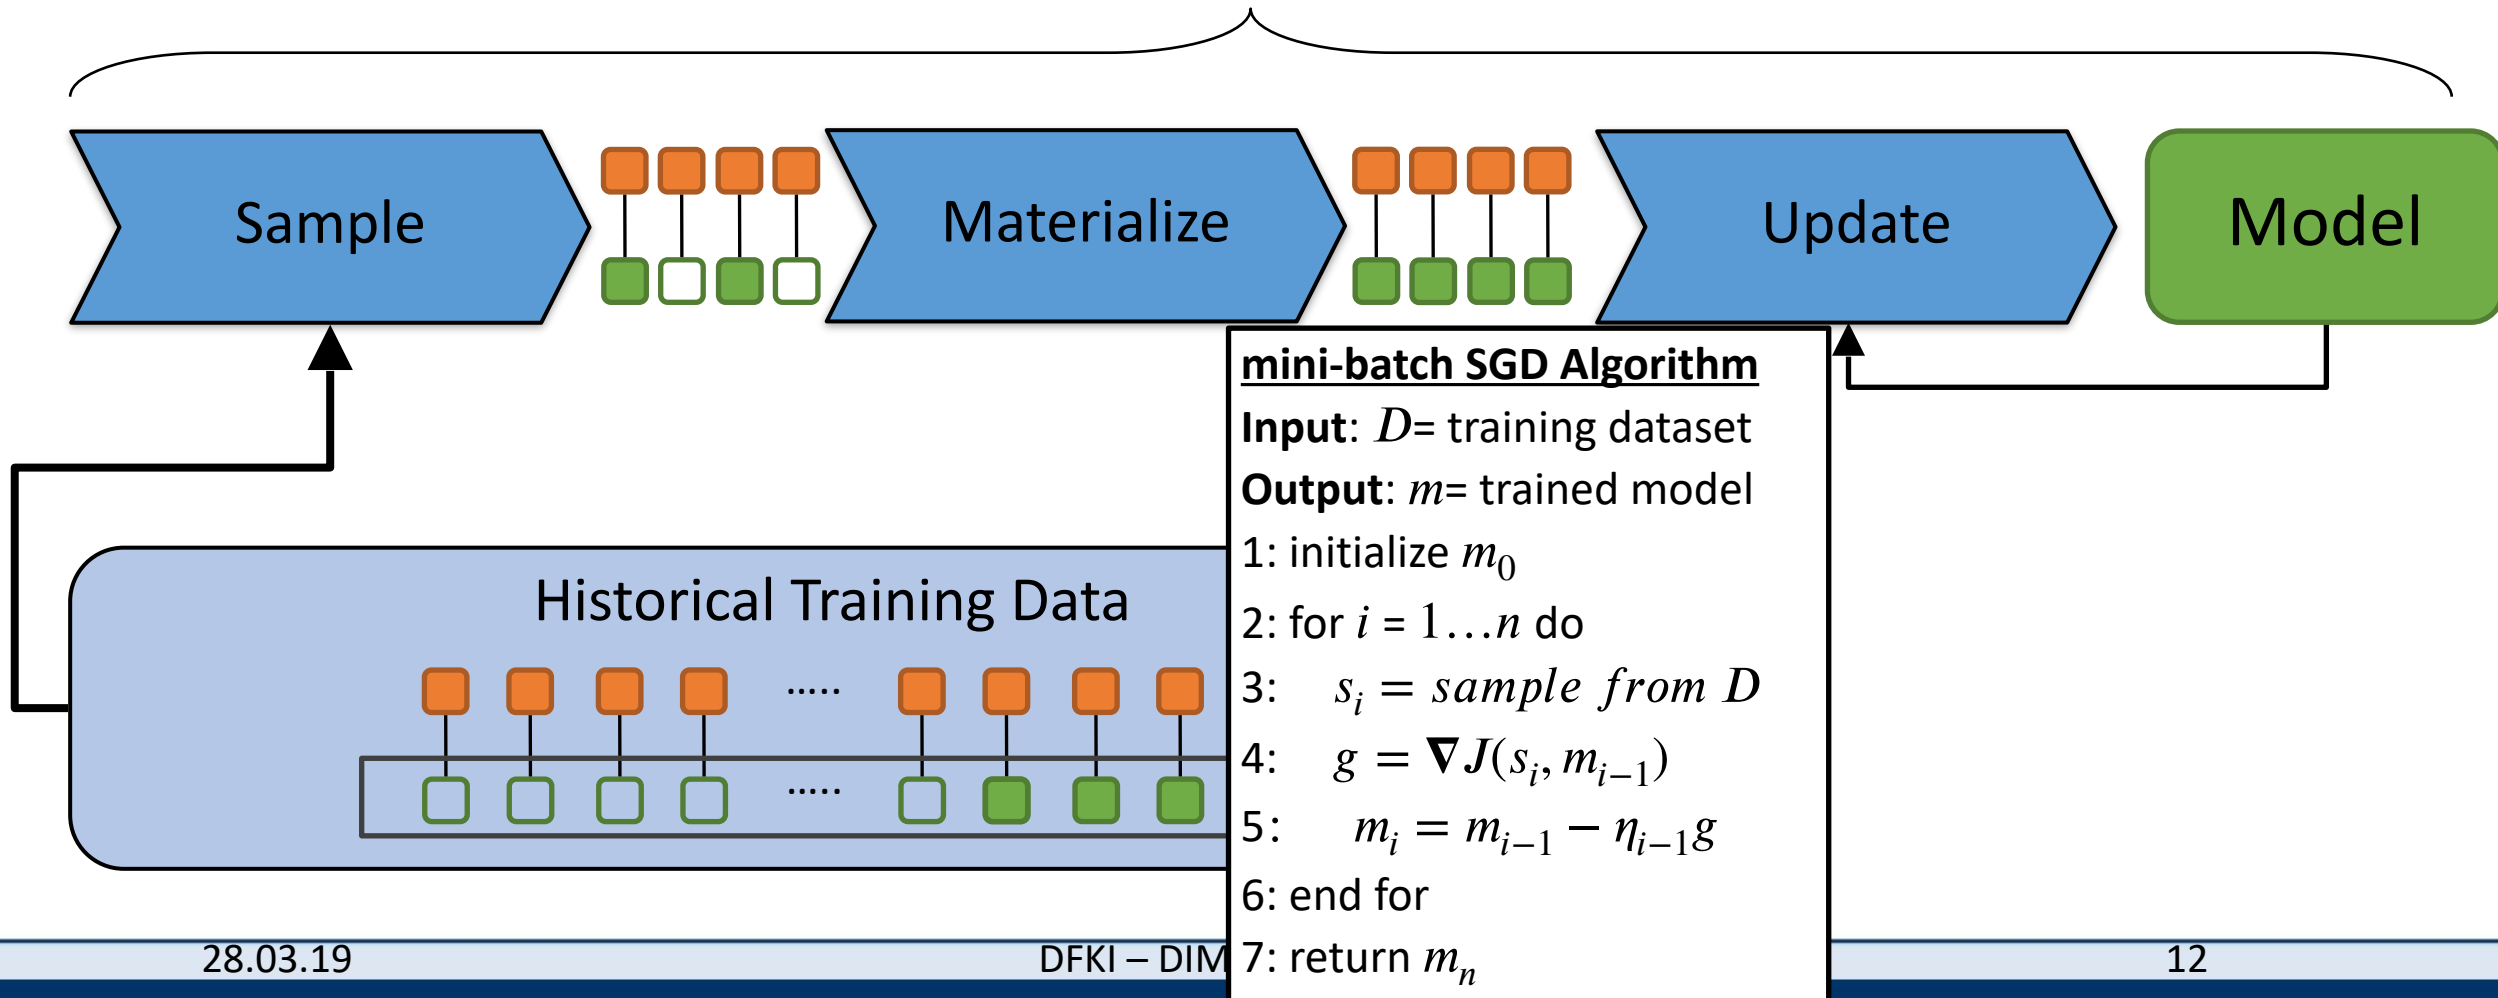 Sample
Materialize
Update
Model
mini-batch SGD Algorithm
Input: D= training dataset
Output: m= trained model
1: initialize m₀
2: for i = 1…n do
3: sᵢ = sample from D
4: g = ∇J(sᵢ, mᵢ₋₁)
5: mᵢ = mᵢ₋₁ − ηᵢ₋₁g
6: end for
7: return mₙ
Historical Training Data
.....
.....
28.03.19
DFKI – DIM
12